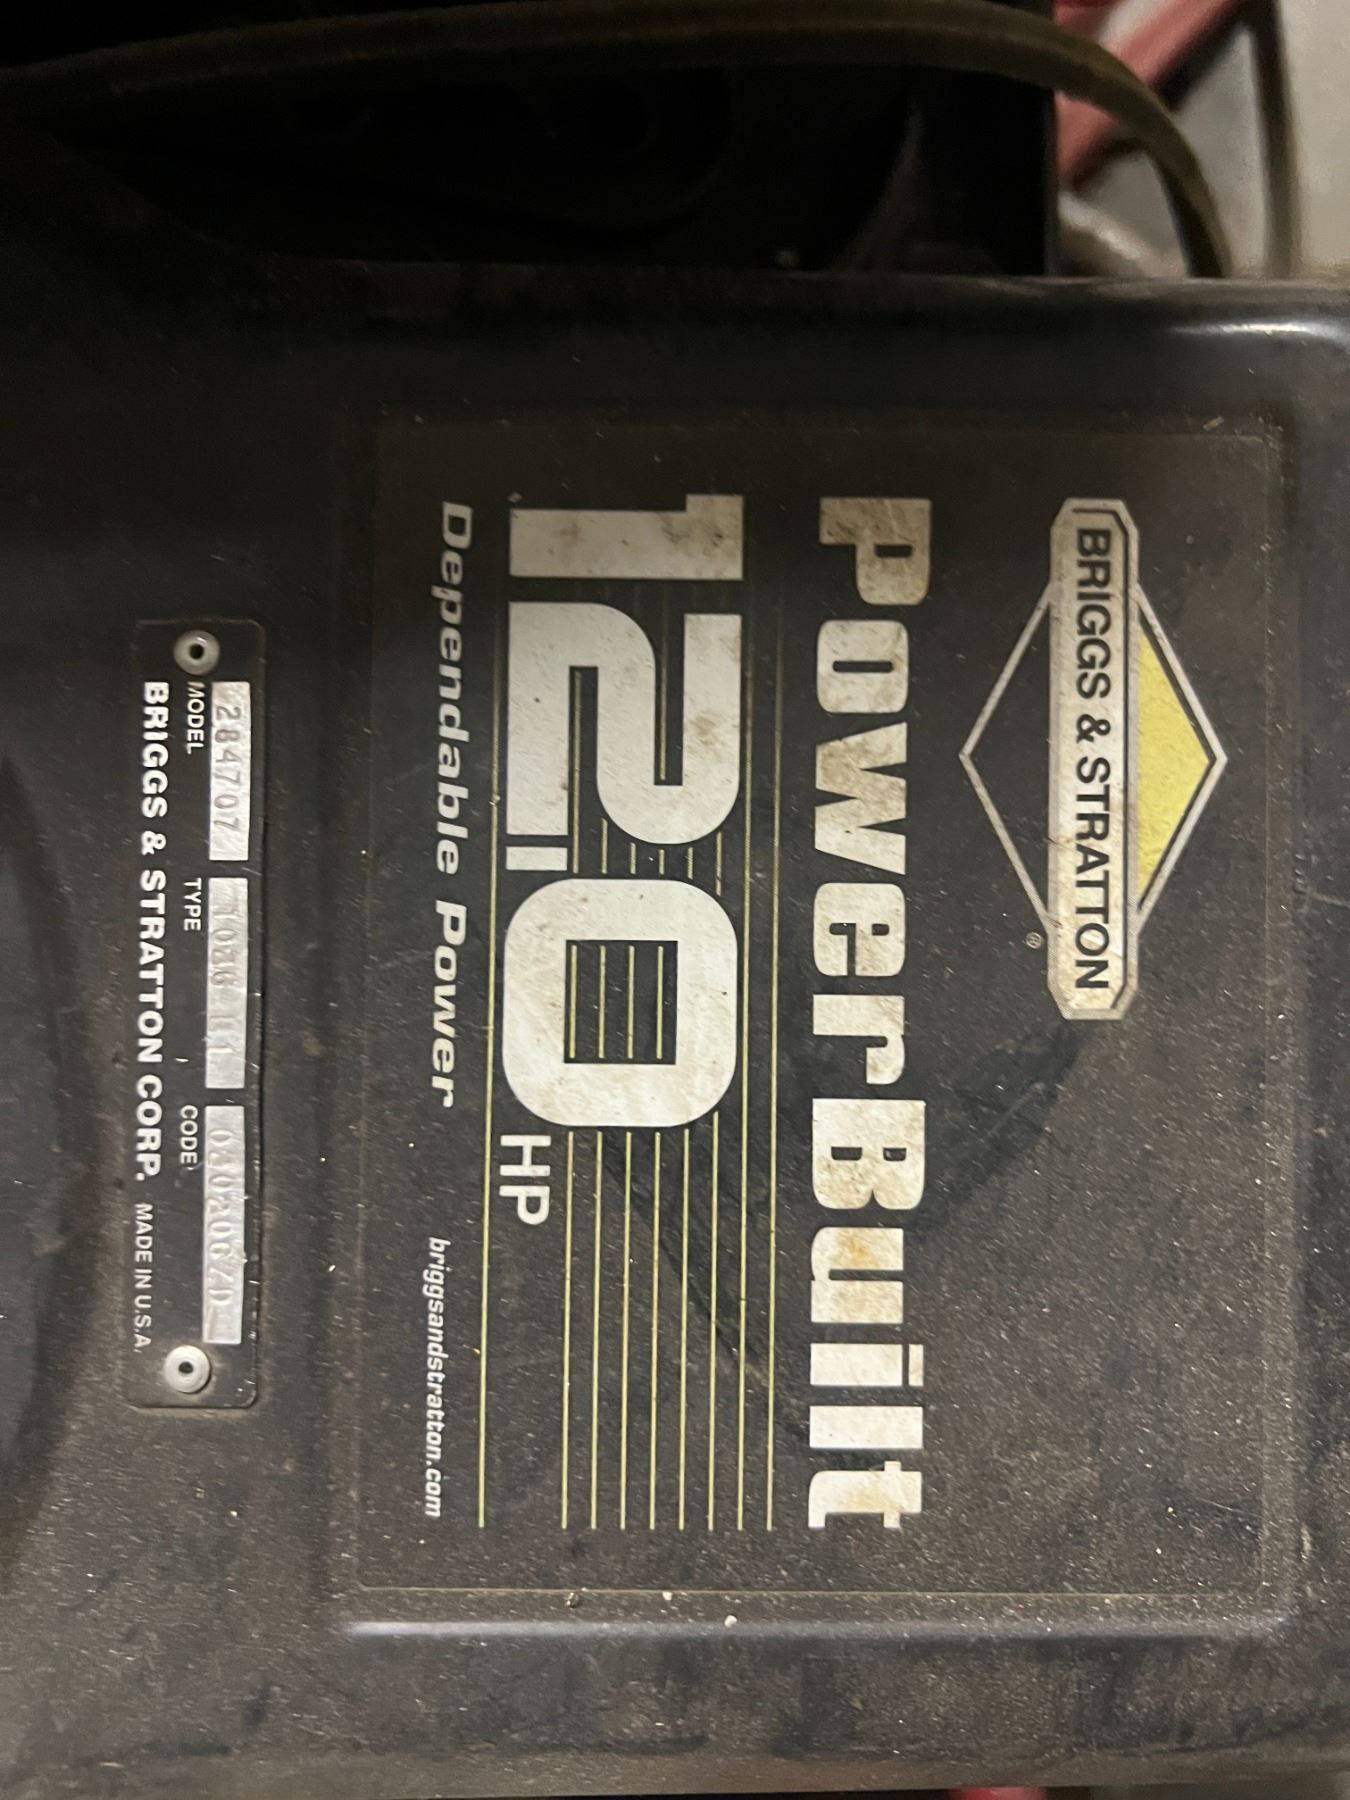 BRIGGS & STRATTON
®
PowerBuilt
12.0 HP
Dependable Power
briggsandstratton.com
284707
MODEL TYPE CODE
BRIGGS & STRATTON CORP. MADE IN U.S.A.